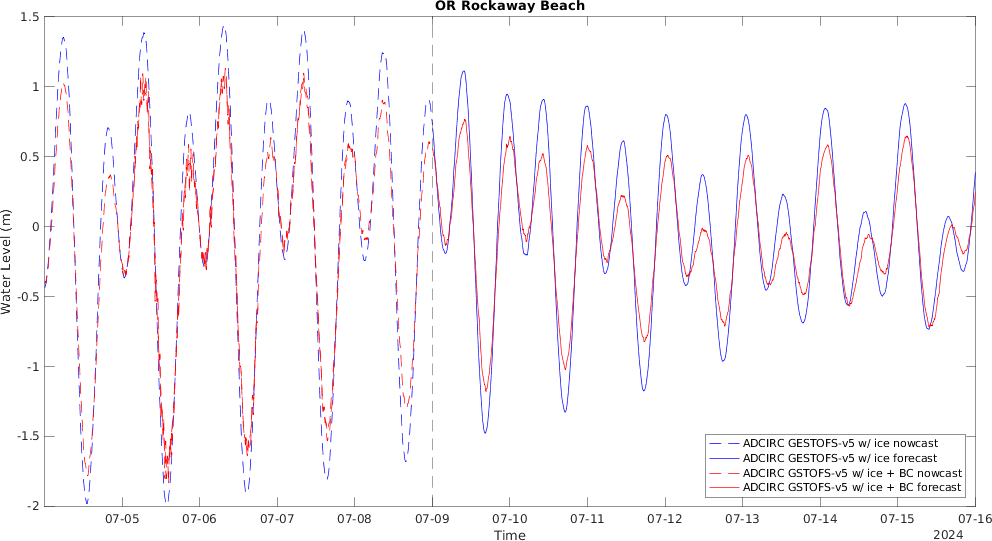 OR Rockaway Beach
1.5
1
0.5
0
-0.5
-1
-1.5
-2
Water Level (m)
ADCIRC GESTOFS-v5 w/ ice nowcast
ADCIRC GESTOFS-v5 w/ ice forecast
ADCIRC GSTOFS-v5 w/ ice + BC nowcast
ADCIRC GSTOFS-v5 w/ ice + BC forecast
07-05 07-06 07-07 07-08 07-09 07-10 07-11 07-12 07-13 07-14 07-15 07-16
Time
2024